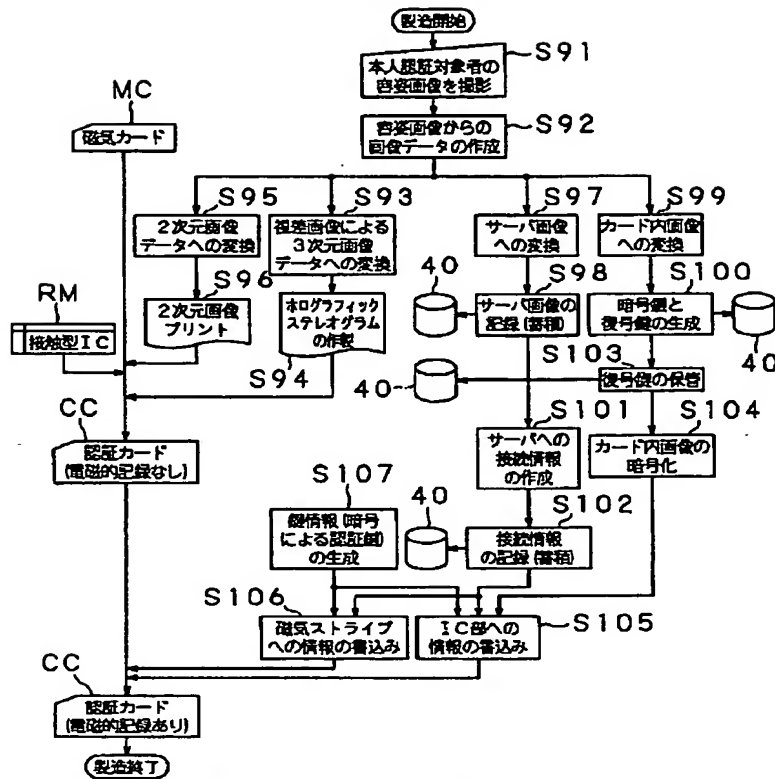 製造開始
S91
本人認証対象者の
容姿画像を撮影
MC
磁気カード
S92
容姿画像からの
画像データの作成
S95
2次元画像
データへの変換
S93
視差画像による
3次元画像
データへの変換
S97
サーバ画像
への変換
S99
カード内画像
への変換
S96
2次元画像
プリント
ホログラフィック
ステレオグラム
の作製
S94
40
S98
サーバ画像の
記録(蓄積)
S100
暗号鍵と
復号鍵の生成
40
RM
接触型IC
40
S103
復号鍵の保管
CC
認証カード
(電磁的記録なし)
S101
サーバへの
接続情報
の作成
S104
カード内画像の
暗号化
S107
鍵情報(暗号
による認証鍵)
の生成
40
S102
接続情報
の記録(蓄積)
S106
磁気ストライプ
への情報の書込み
IC部への
情報の書込み
S105
CC
認証カード
(電磁的記録あり)
製造終了